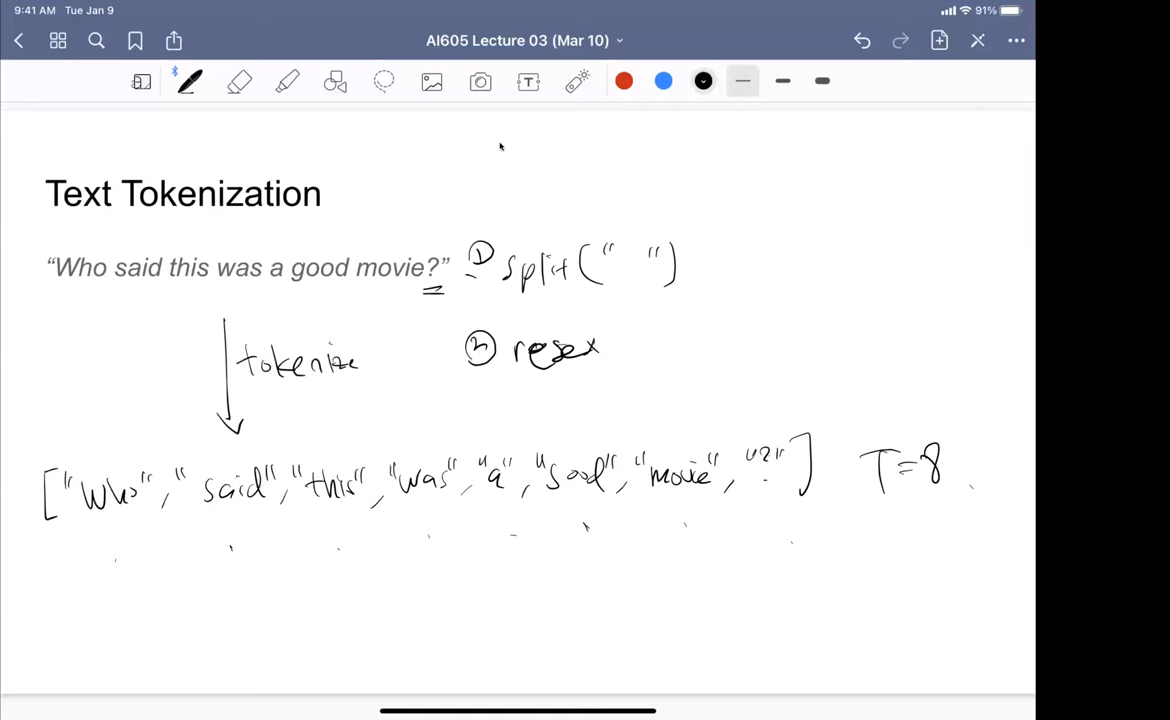 9:41 AM Tue Jan 9
91%
AI605 Lecture 03 (Mar 10)
T
Text Tokenization
“Who said this was a good movie?” ① split(" ")
tokenize ② regex
["Who", "said", "this", "was", "a", "good", "movie", "?"] T=8